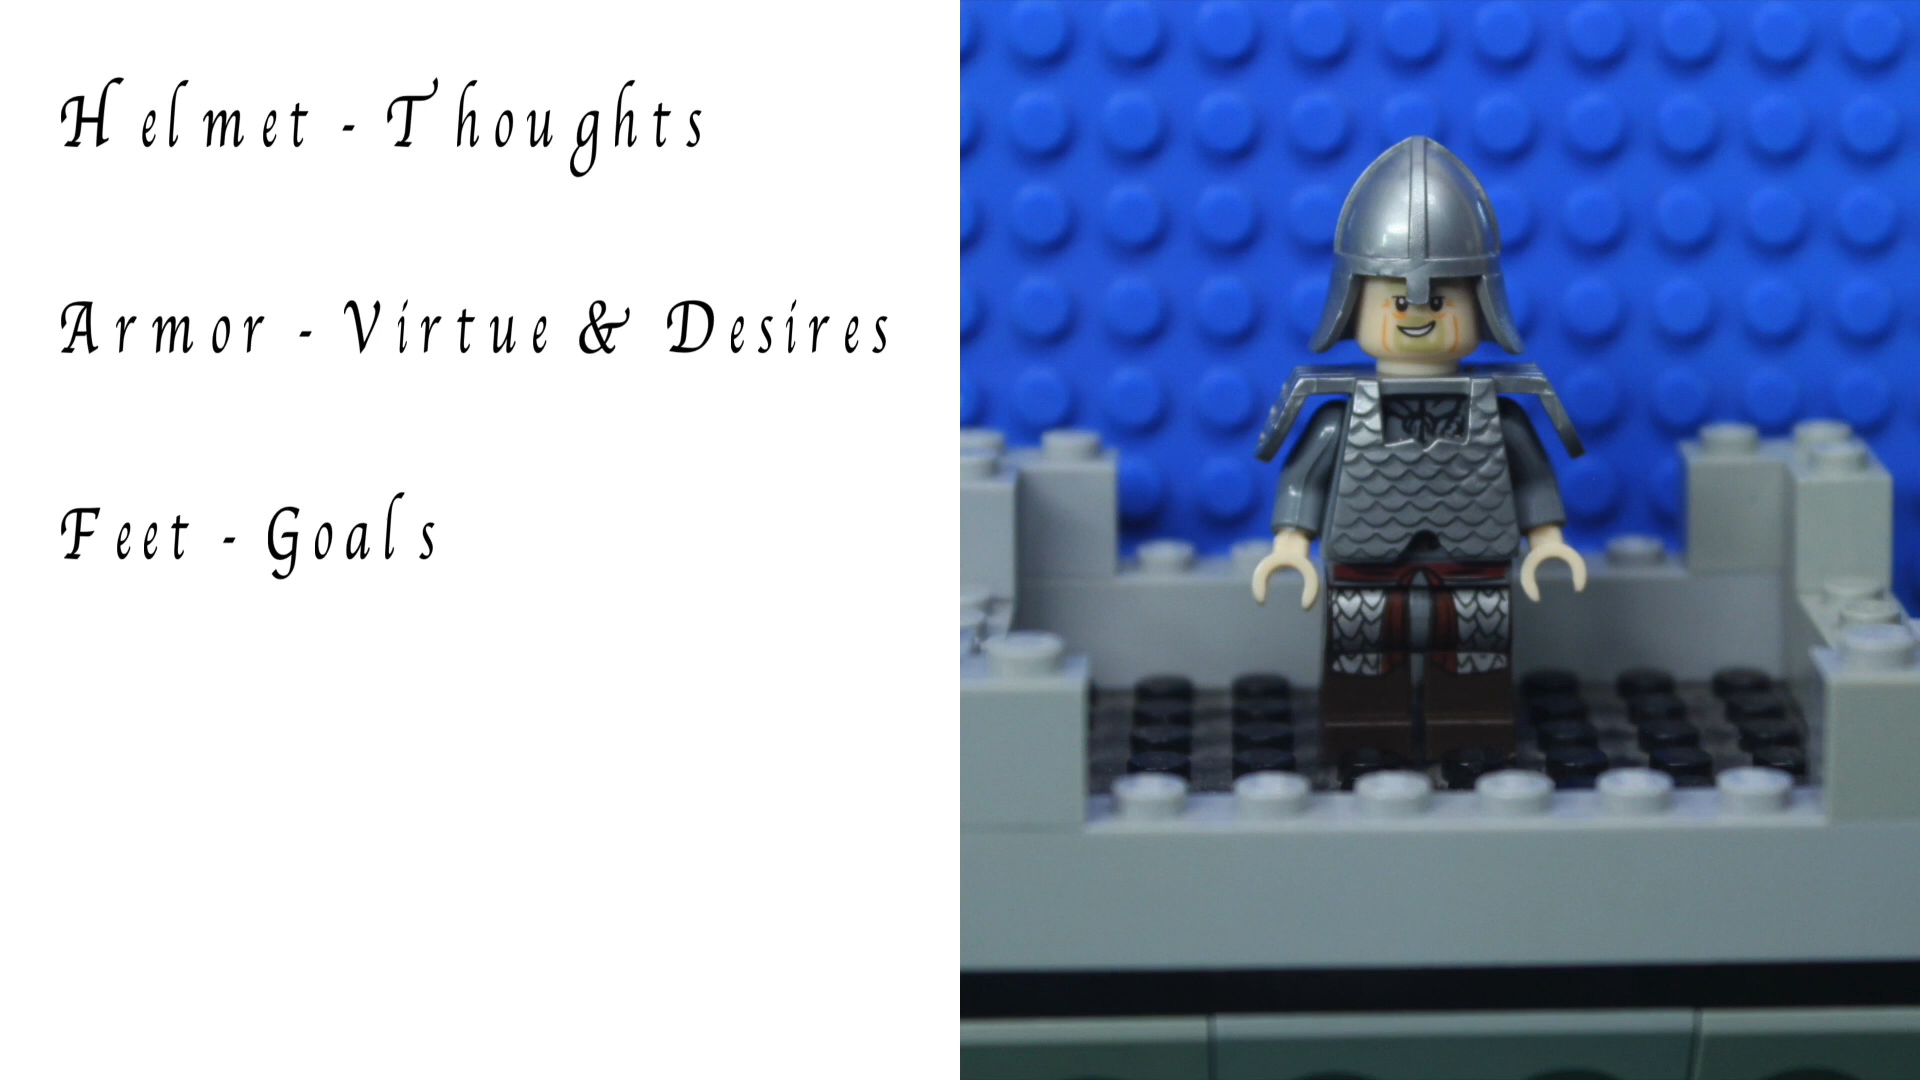 Helmet - Thoughts
Armor - Virtue & Desires
Feet - Goals